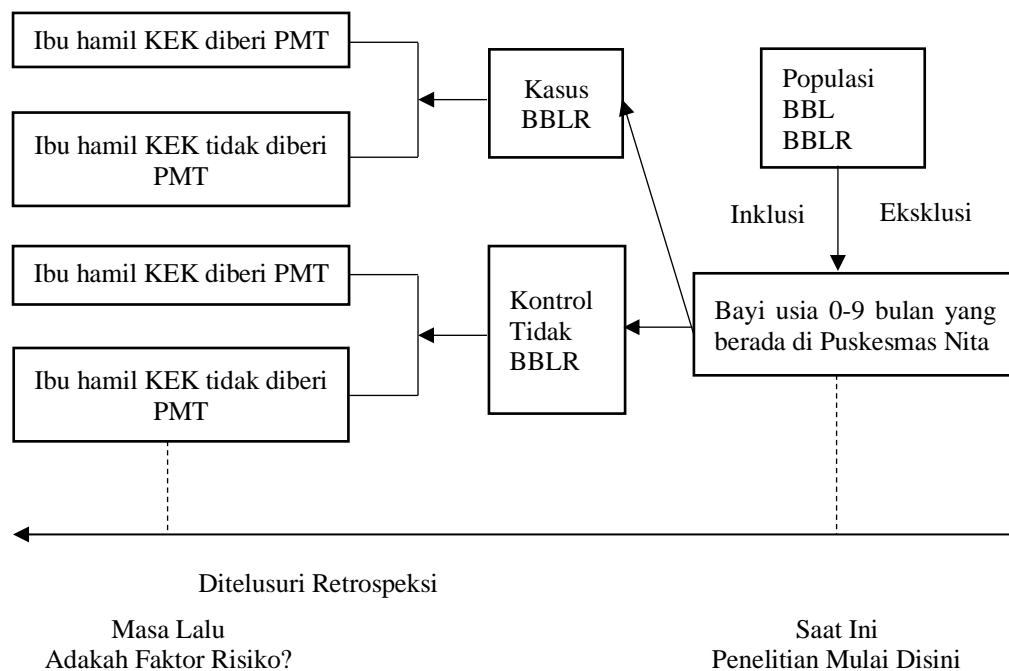 Ibu hamil KEK diberi PMT
Ibu hamil KEK tidak diberi
PMT
Kasus
BBLR
Populasi
BBL
BBLR
Inklusi
Eksklusi
Ibu hamil KEK diberi PMT
Ibu hamil KEK tidak diberi
PMT
Kontrol
Tidak
BBLR
Bayi usia 0-9 bulan yang
berada di Puskesmas Nita
Ditelusuri Retrospeksi
Masa Lalu
Adakah Faktor Risiko?
Saat Ini
Penelitian Mulai Disini